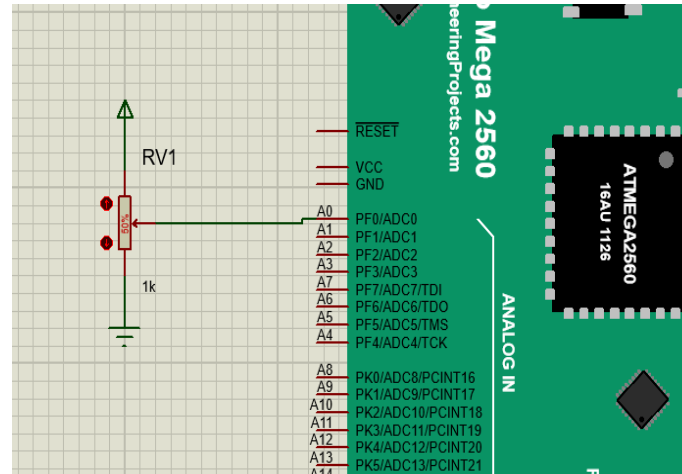 o Mega 2560
neeringProjects.com
RV1
50%
1k
RESET
VCC
GND
A0 PF0/ADC0
A1 PF1/ADC1
A2 PF2/ADC2
A3 PF3/ADC3
A7 PF7/ADC7/TDI
A6 PF6/ADC6/TDO
A5 PF5/ADC5/TMS
A4 PF4/ADC4/TCK
A8 PK0/ADC8/PCINT16
A9 PK1/ADC9/PCINT17
A10 PK2/ADC10/PCINT18
A11 PK3/ADC11/PCINT19
A12 PK4/ADC12/PCINT20
A13 PK5/ADC13/PCINT21
ANALOG IN
ATMEGA2560
16AU 1126